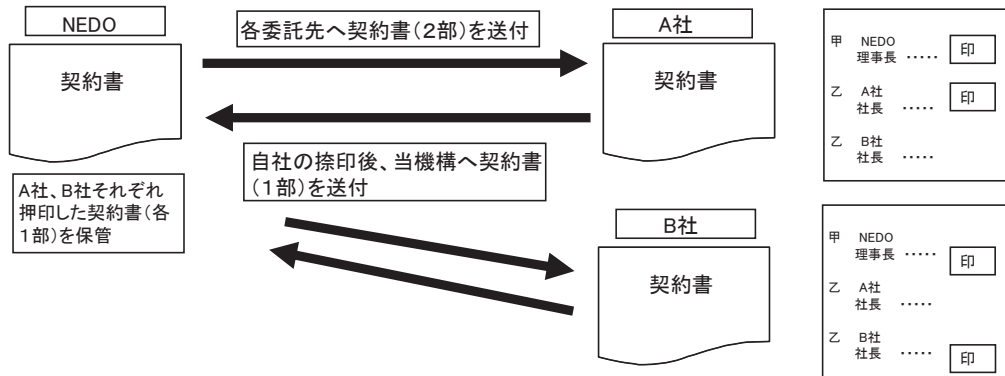 NEDO
契約書
A社、B社それぞれ
押印した契約書(各
1部)を保管
各委託先へ契約書(2部)を送付
自社の捺印後、当機構へ契約書
(1部)を送付
A社
契約書
B社
契約書
甲 NEDO
理事長 ‥‥‥ 印
乙 A社
社長 ‥‥‥ 印
乙 B社
社長 ‥‥‥
甲 NEDO
理事長 ‥‥‥ 印
乙 A社
社長 ‥‥‥
乙 B社
社長 ‥‥‥ 印